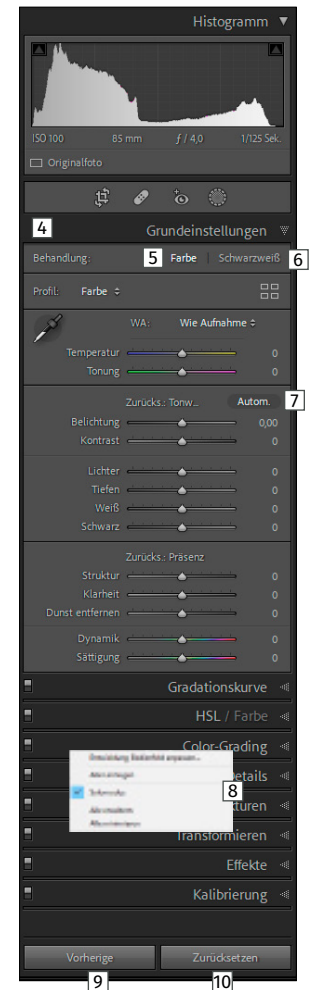 Histogramm
ISO 100 85 mm f / 4,0 1/125 Sek.
Originalfoto
4 Grundeinstellungen
Behandlung: 5 Farbe | Schwarzweiß 6
Profil: Farbe
WA: Wie Aufnahme
Temperatur 0
Tonung 0
Zurücks.: Tonw... Autom. 7
Belichtung 0,00
Kontrast 0
Lichter 0
Tiefen 0
Weiß 0
Schwarz 0
Zurücks.: Präsenz
Struktur 0
Klarheit 0
Dunst entfernen 0
Dynamik 0
Sättigung 0
Gradationskurve
HSL / Farbe
Color-Grading
Details
8
turen
Transformieren
Effekte
Kalibrierung
Vorherige Zurücksetzen
9 10